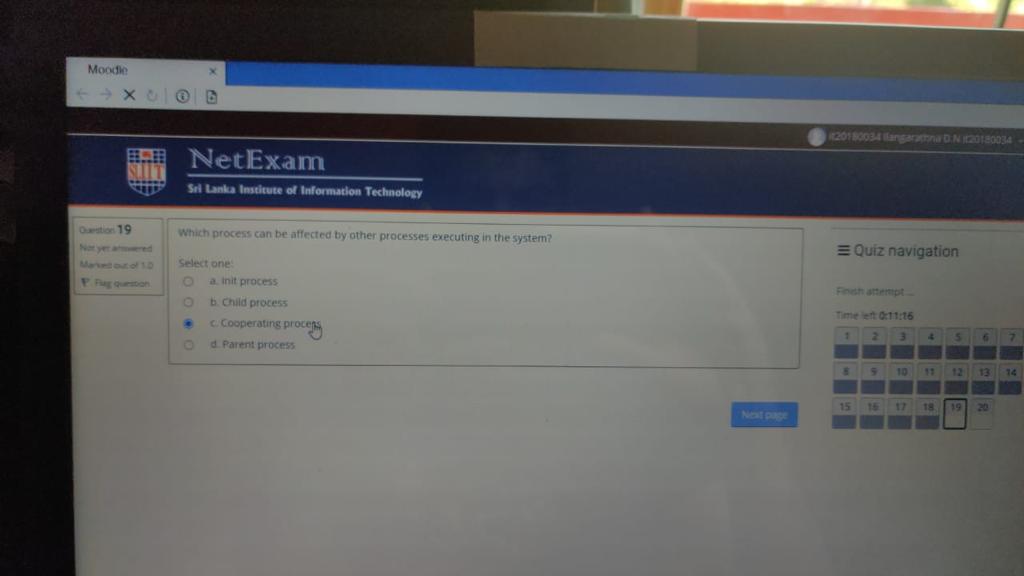 Moodle
it20180034 Ilangarathna D.N it20180034
SLIIT
NetExam
Sri Lanka Institute of Information Technology
Question 19
Not yet answered
Marked out of 1.0
Flag question
Which process can be affected by other processes executing in the system?
Select one:
a. Init process
b. Child process
c. Cooperating process
d. Parent process
Next page
Quiz navigation
Finish attempt ...
Time left 0:11:16
1 2 3 4 5 6 7
8 9 10 11 12 13 14
15 16 17 18 19 20